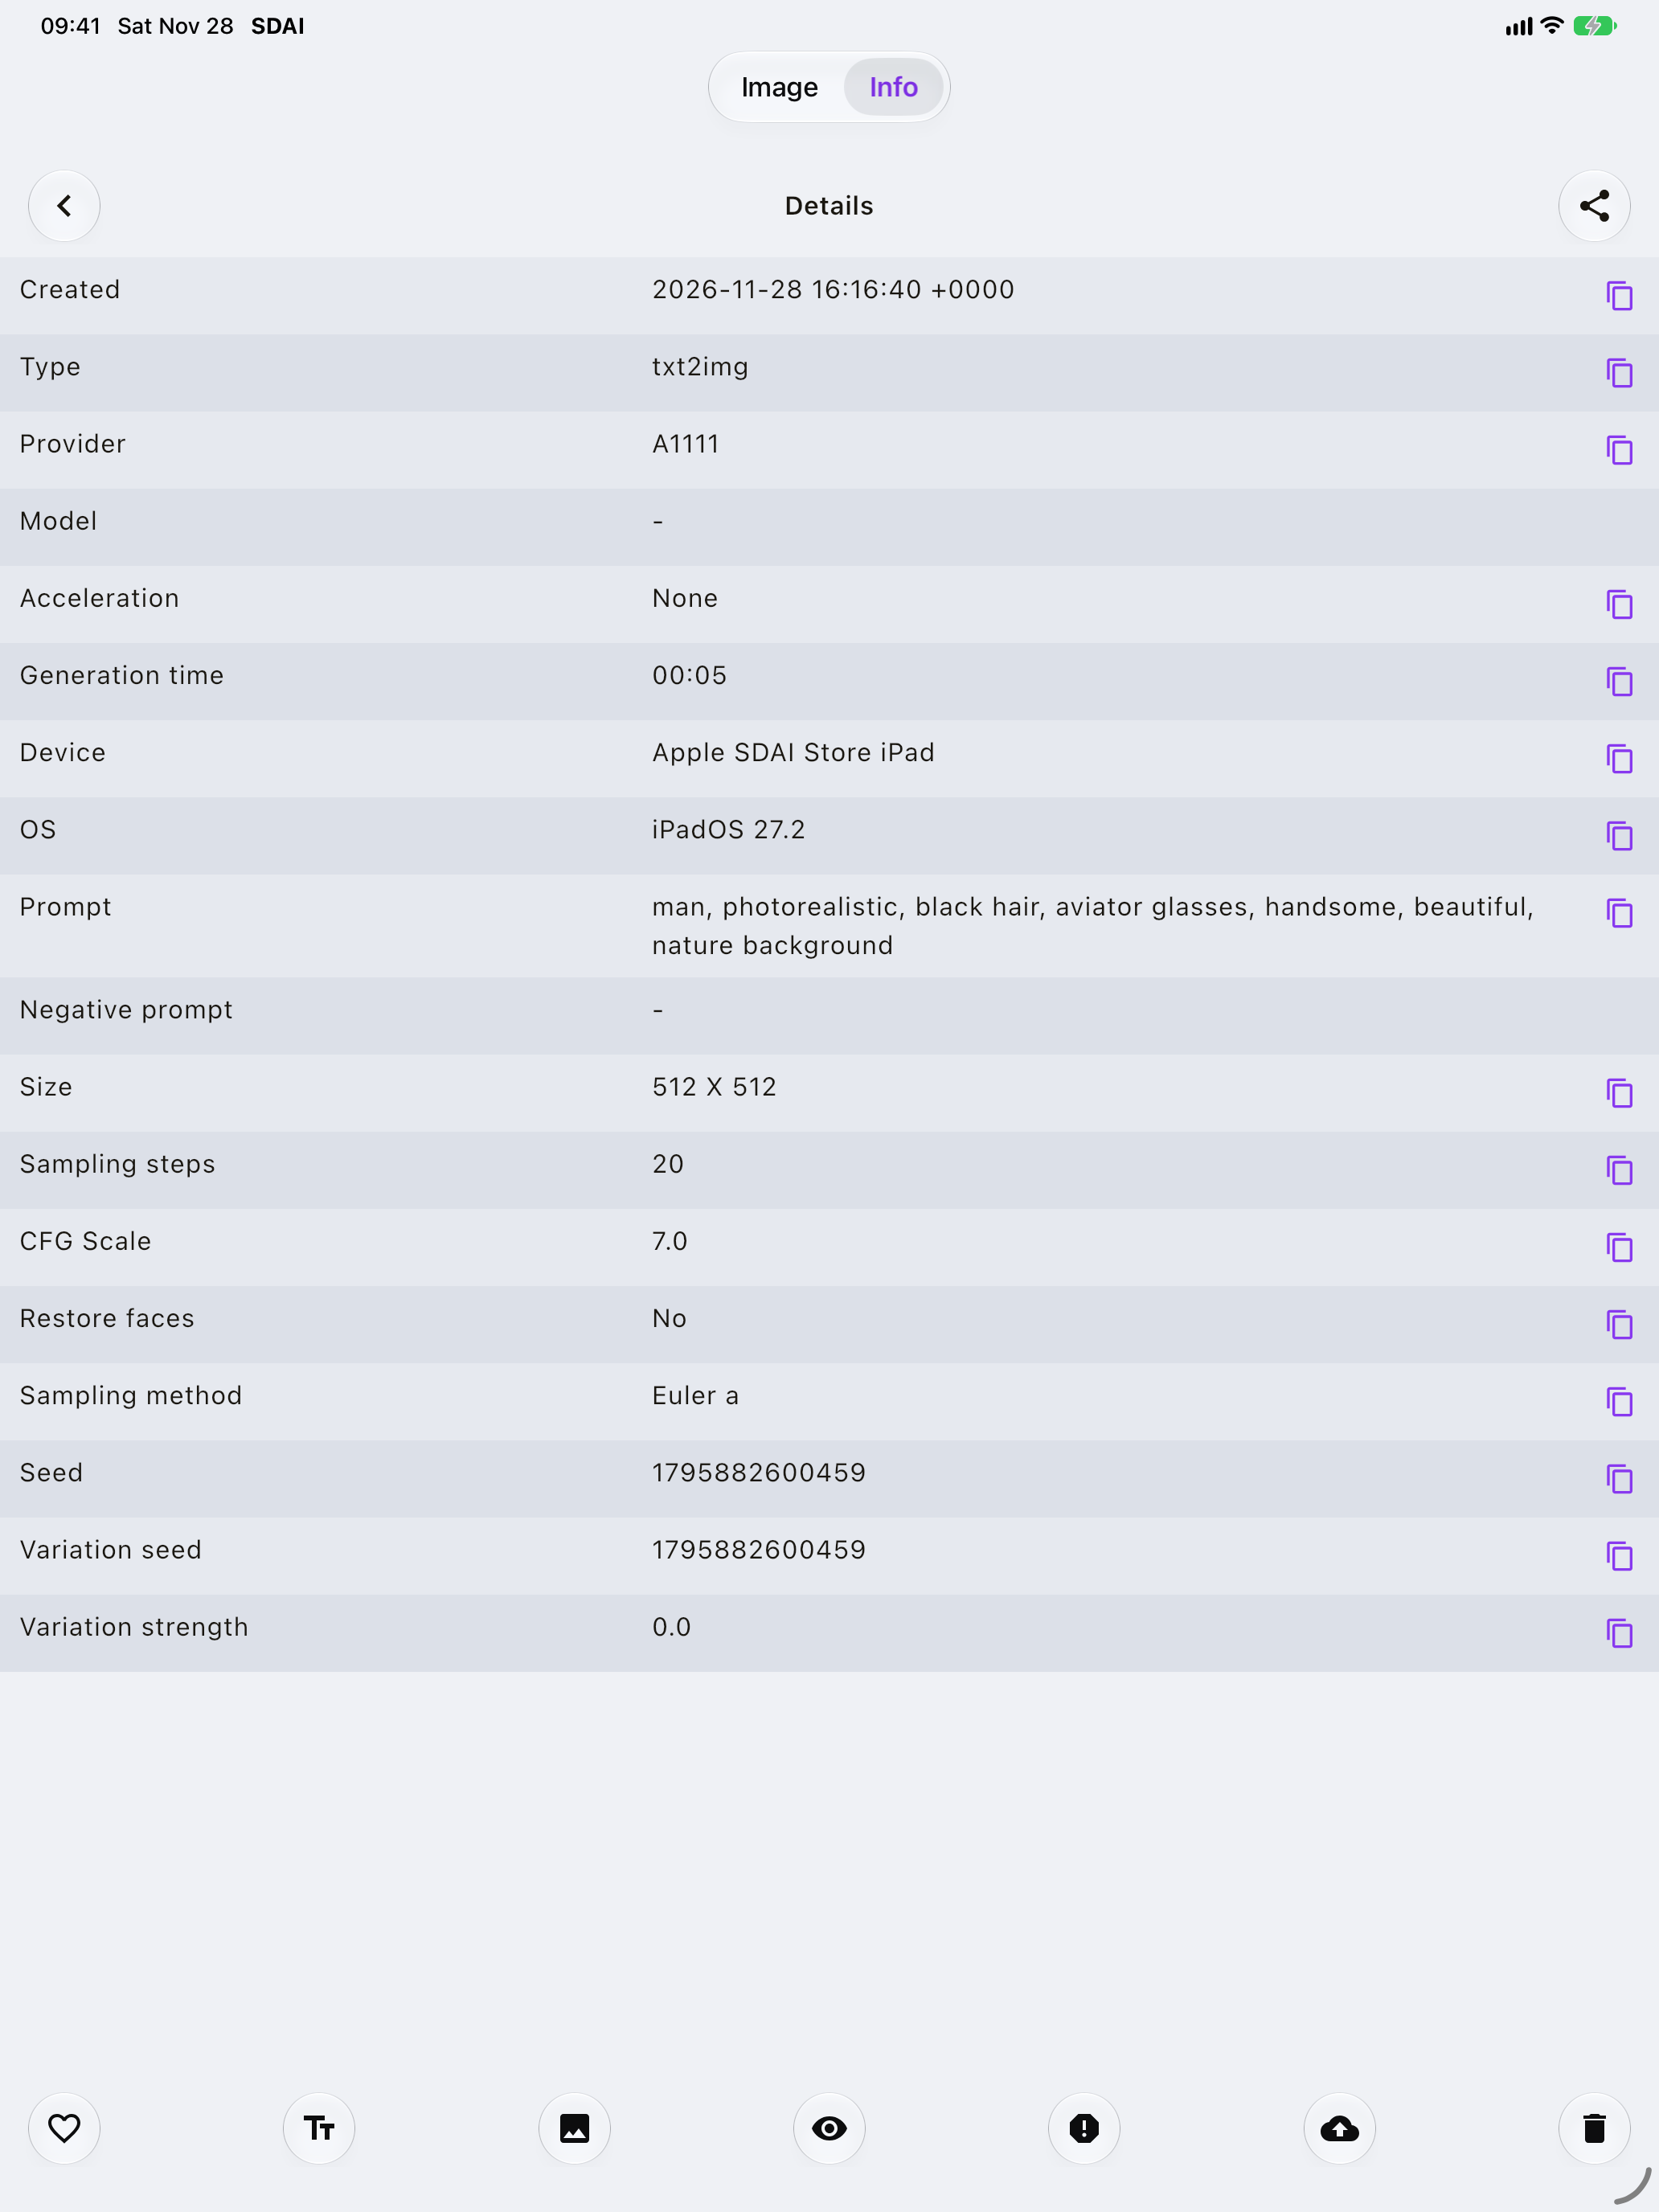 09:41 Sat Nov 28 SDAI
Image Info
Details
Created 2026-11-28 16:16:40 +0000
Type txt2img
Provider A1111
Model -
Acceleration None
Generation time 00:05
Device Apple SDAI Store iPad
OS iPadOS 27.2
Prompt man, photorealistic, black hair, aviator glasses, handsome, beautiful,
nature background
Negative prompt -
Size 512 X 512
Sampling steps 20
CFG Scale 7.0
Restore faces No
Sampling method Euler a
Seed 1795882600459
Variation seed 1795882600459
Variation strength 0.0